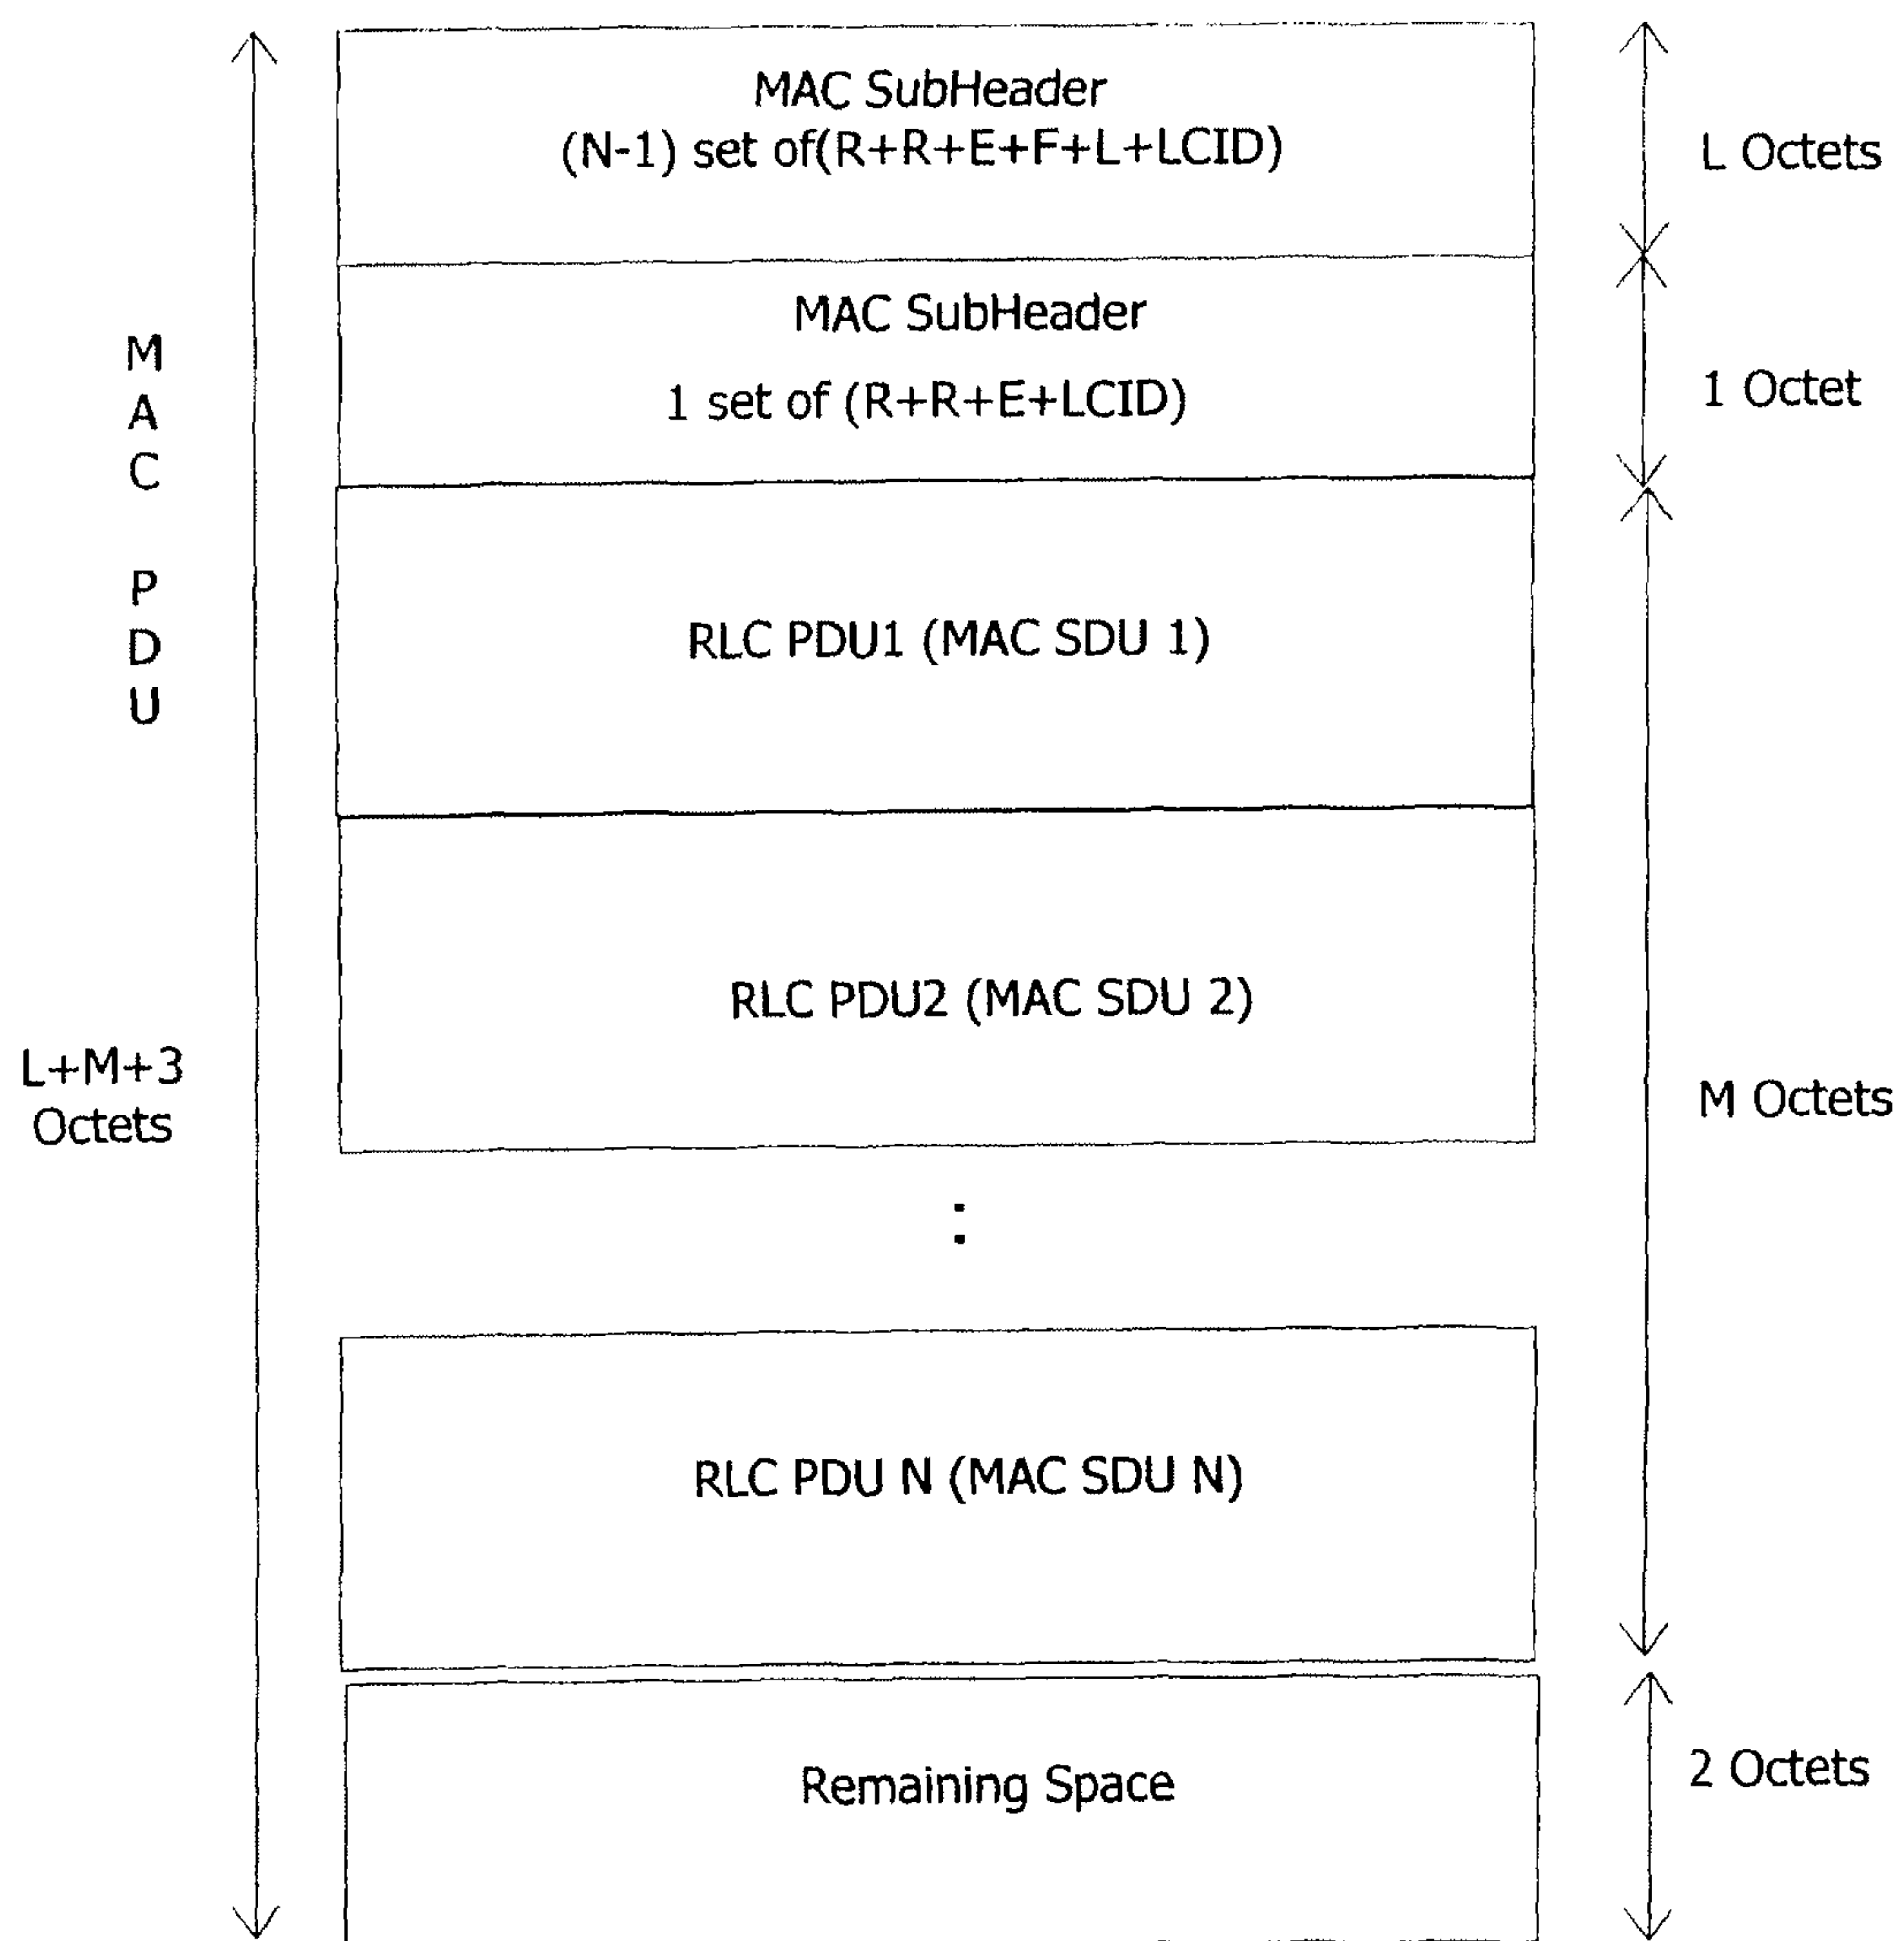 MAC SubHeader
(N-1) set of(R+R+E+F+L+LCID)
L Octets
MAC SubHeader
1 set of (R+R+E+LCID)
1 Octet
M
A
C
P
D
U
RLC PDU1 (MAC SDU 1)
RLC PDU2 (MAC SDU 2)
L+M+3
Octets
M Octets
:
RLC PDU N (MAC SDU N)
Remaining Space
2 Octets